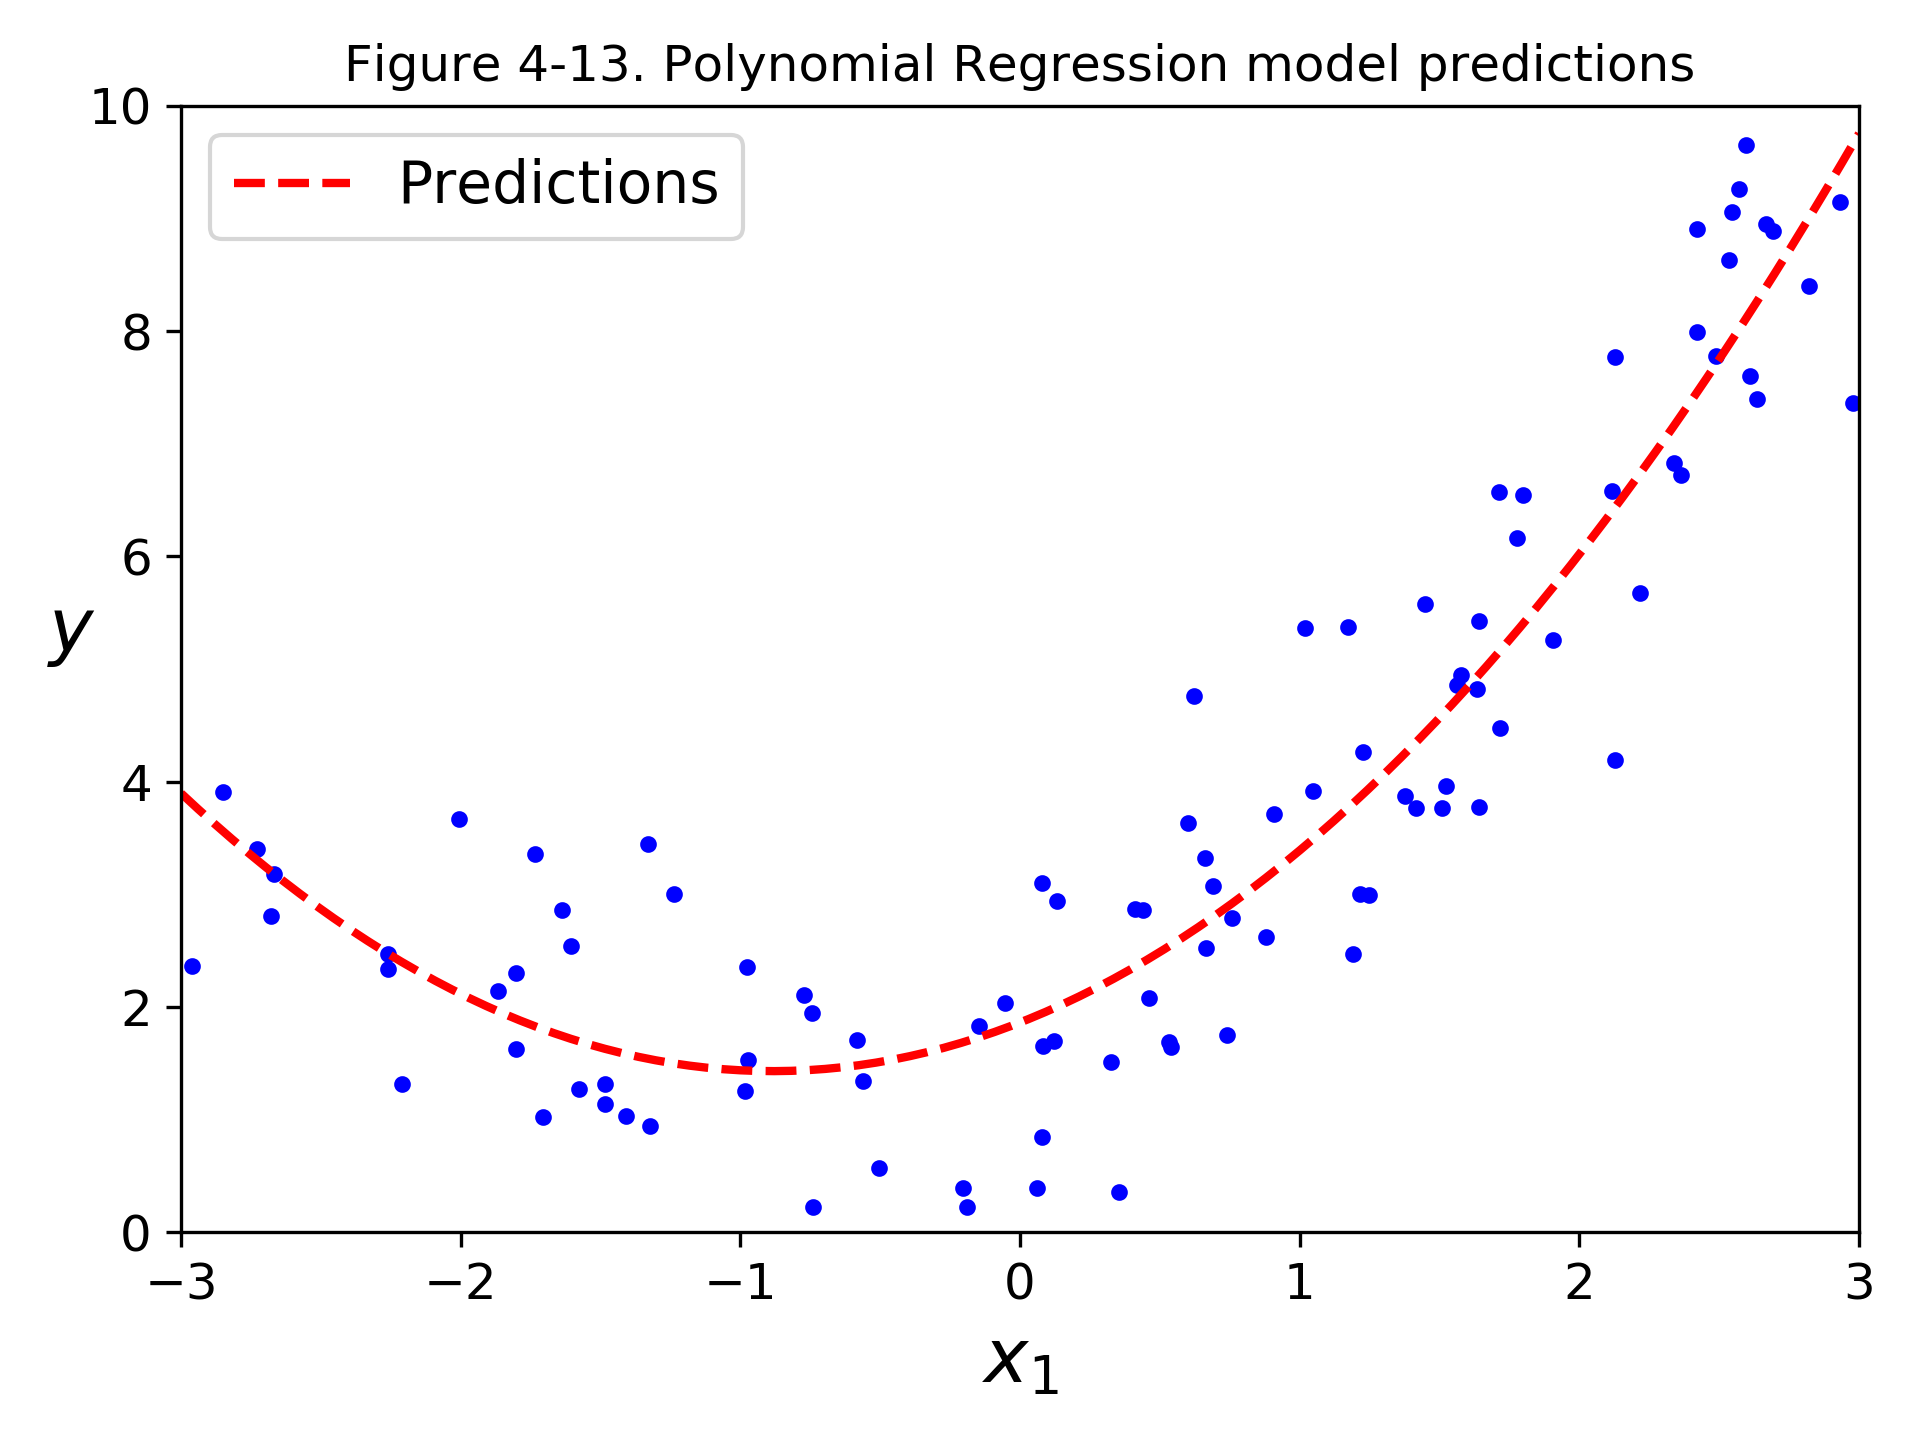 Figure 4-13. Polynomial Regression model predictions
Predictions
10
8
6
4
2
0
y
−3 −2 −1 0 1 2 3
x₁